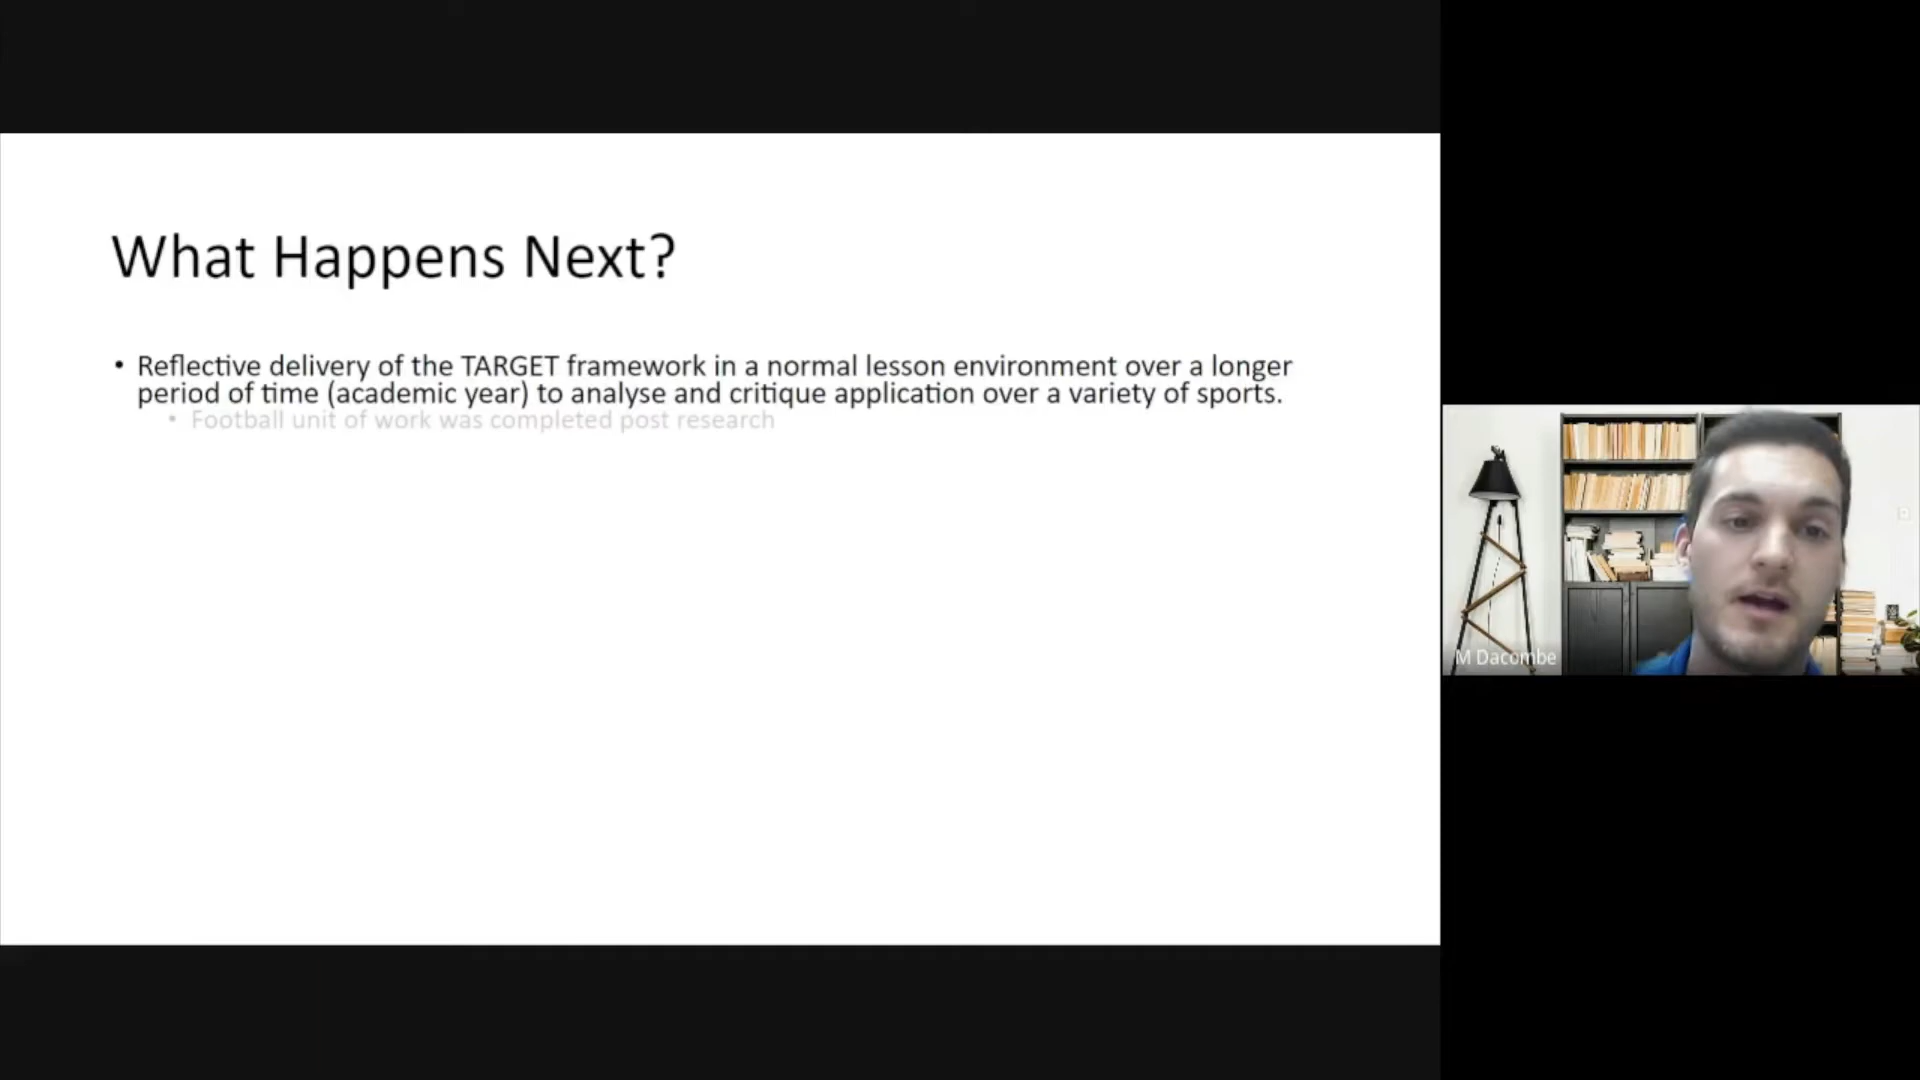 What Happens Next?
• Reflective delivery of the TARGET framework in a normal lesson environment over a longer
period of time (academic year) to analyse and critique application over a variety of sports.
• Football unit of work was completed post research
M Dacombe